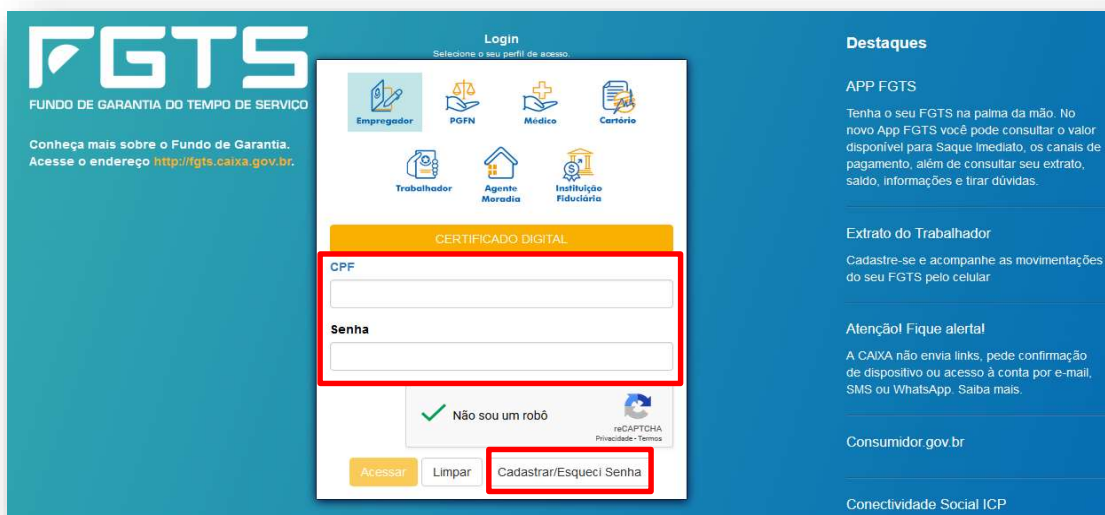 FGTS
FUNDO DE GARANTIA DO TEMPO DE SERVIÇO
Conheça mais sobre o Fundo de Garantia.
Acesse o endereço http://fgts.caixa.gov.br.
Login
Selecione o seu perfil de acesso.
Empregador
PGFN
Médico
Cartório
Trabalhador
Agente
Moradia
Instituição
Fiduciária
CERTIFICADO DIGITAL
CPF
Senha
Não sou um robô
reCAPTCHA
Privacidade - Termos
Acessar
Limpar
Cadastrar/Esqueci Senha
Destaques
APP FGTS
Tenha o seu FGTS na palma da mão. No
novo App FGTS você pode consultar o valor
disponível para Saque Imediato, os canais de
pagamento, além de consultar seu extrato,
saldo, informações e tirar dúvidas.
Extrato do Trabalhador
Cadastre-se e acompanhe as movimentações
do seu FGTS pelo celular
Atenção! Fique alerta!
A CAIXA não envia links, pede confirmação
de dispositivo ou acesso à conta por e-mail,
SMS ou WhatsApp. Saiba mais.
Consumidor.gov.br
Conectividade Social ICP